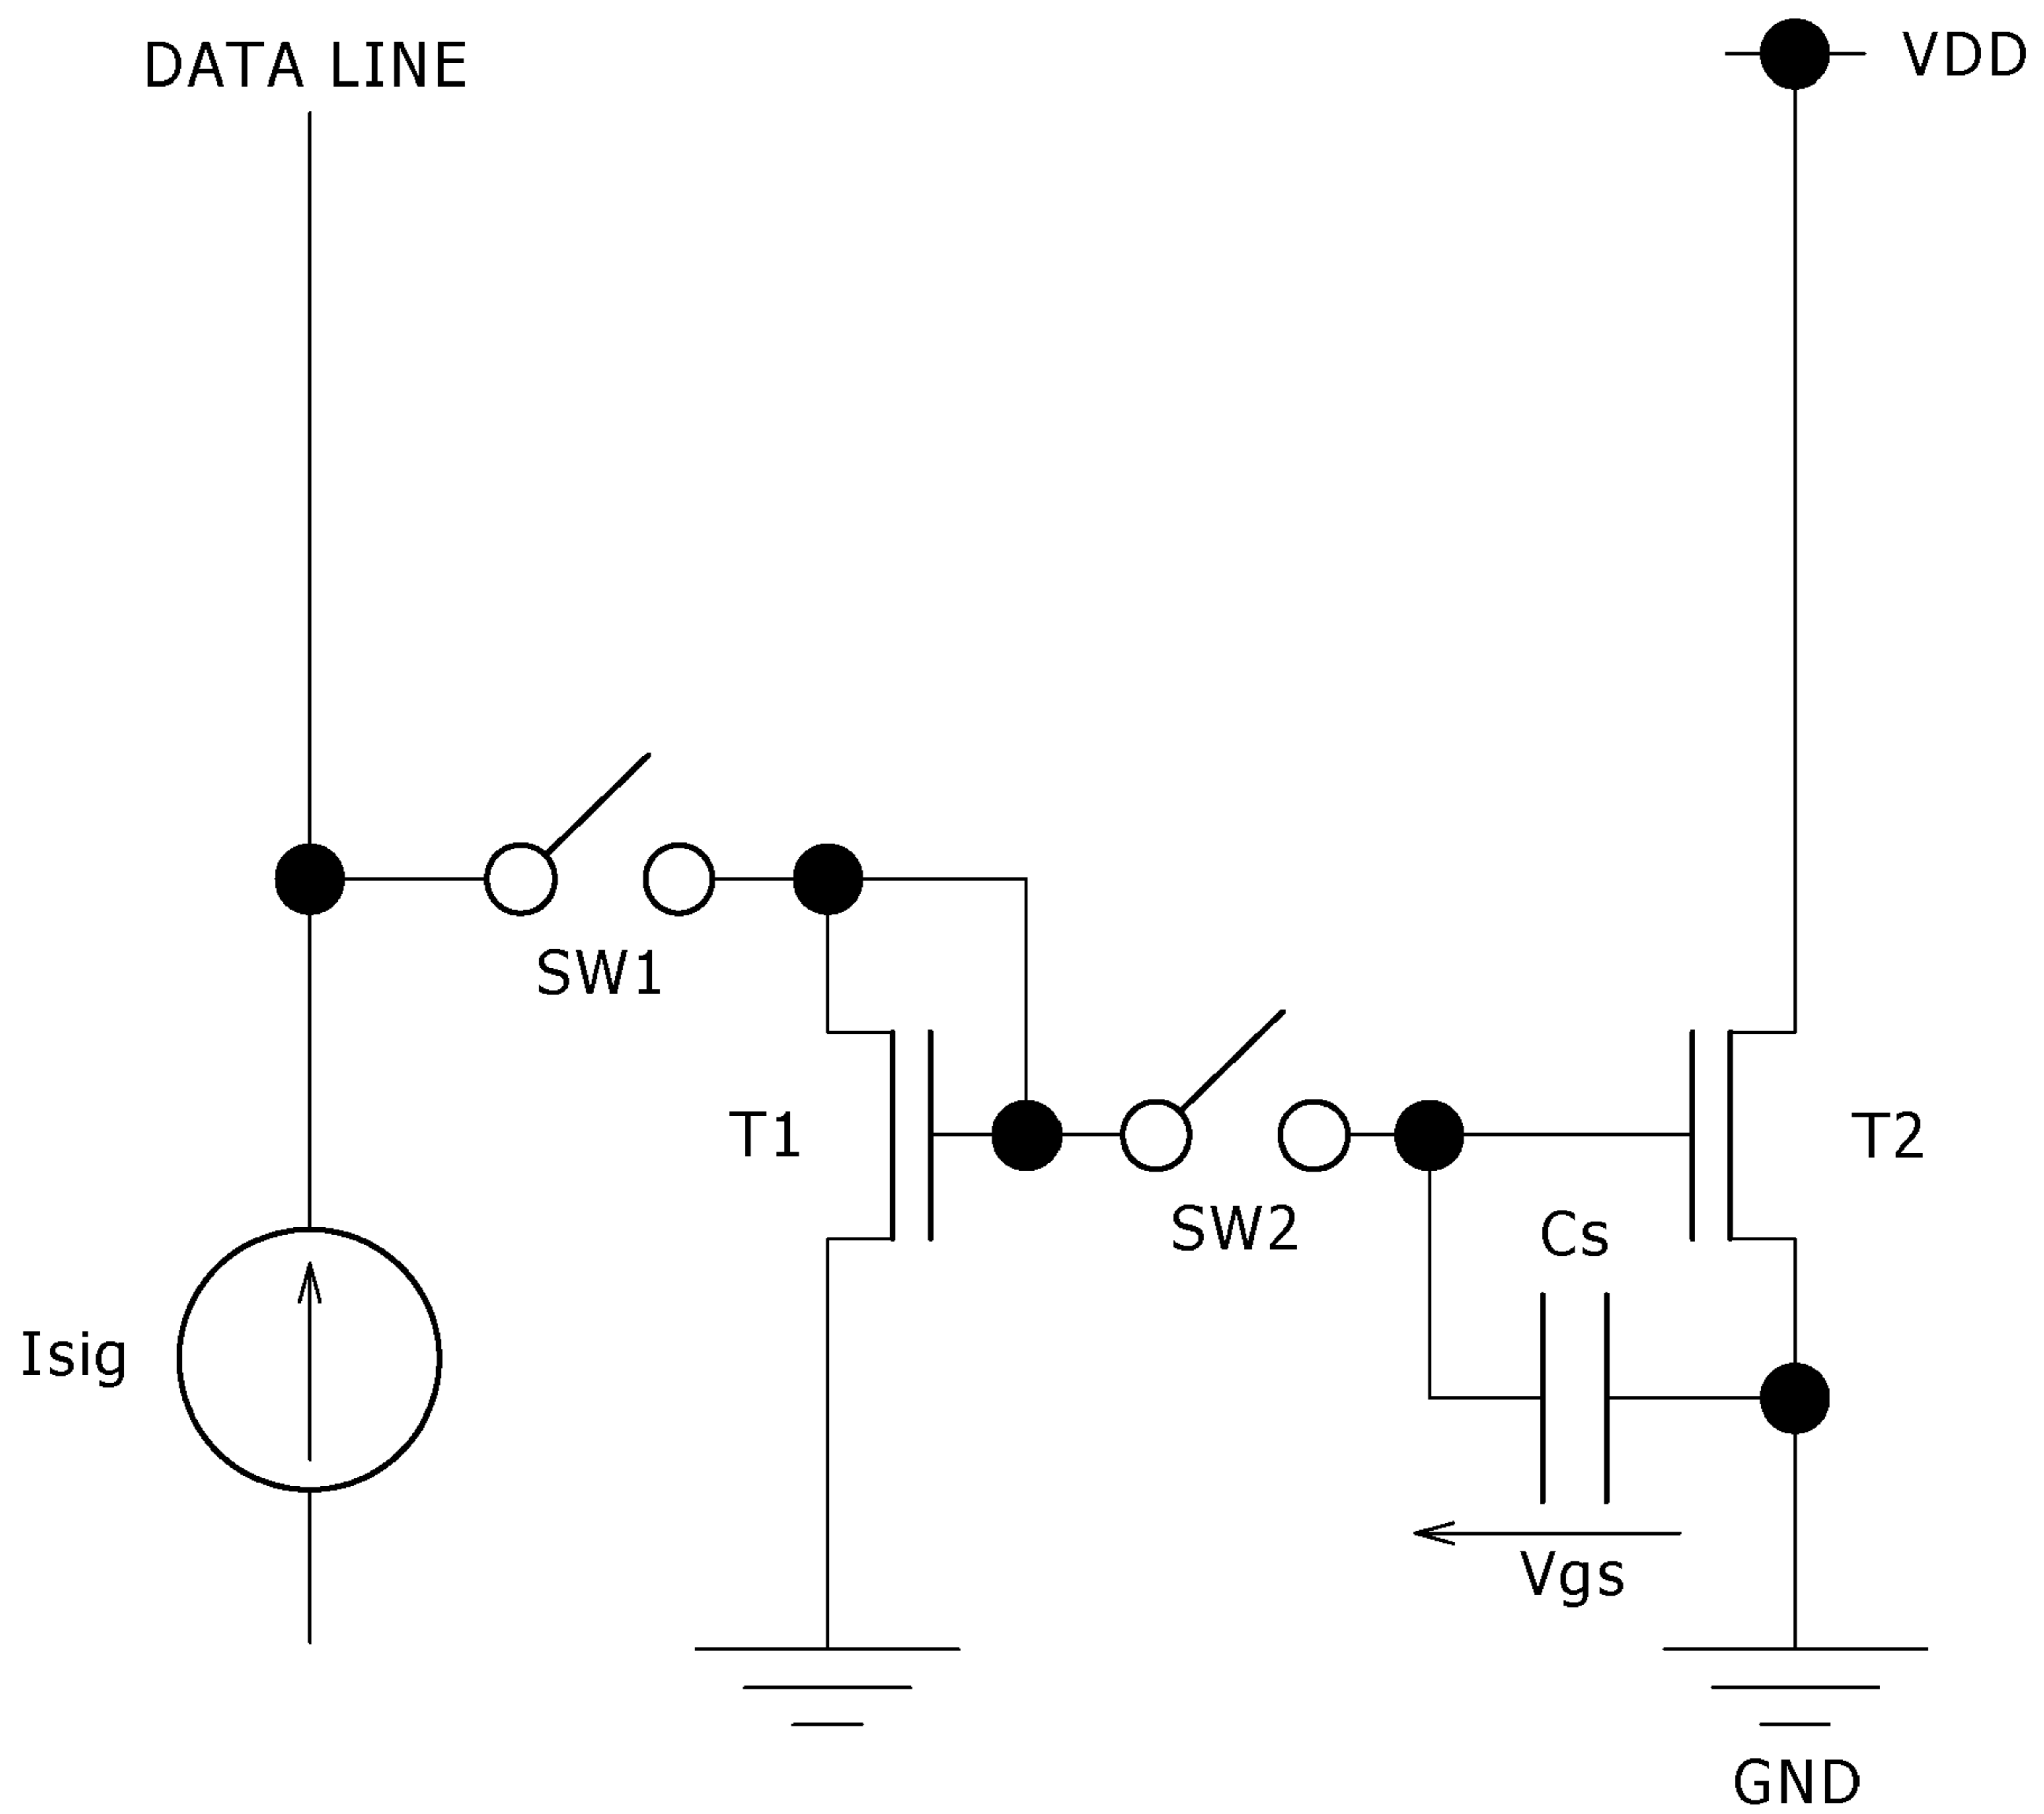 DATA LINE
VDD
SW1
T1
T2
SW2
Cs
Isig
Vgs
GND